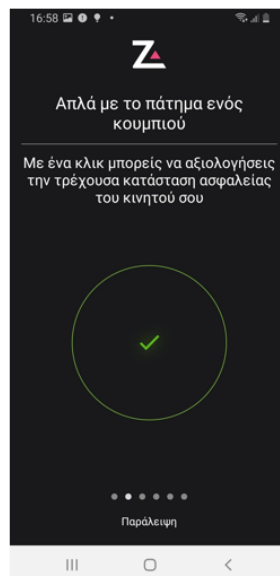 16:58
Απλά με το πάτημα ενός
κουμπιού
Με ένα κλικ μπορείς να αξιολογήσεις
την τρέχουσα κατάσταση ασφαλείας
του κινητού σου
Παράλειψη